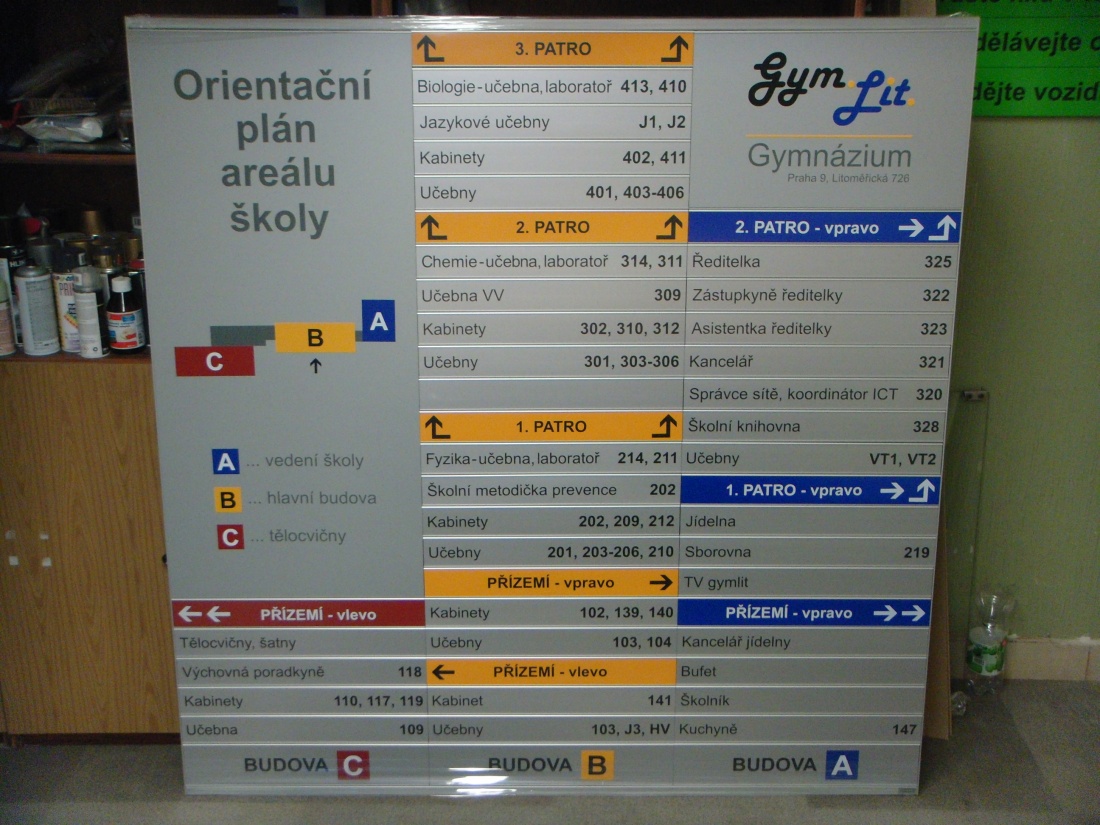 Orientační
plán
areálu
školy
C
B
A
A ... vedení školy
B ... hlavní budova
C ... tělocvičny
PŘÍZEMÍ - vlevo
Tělocvičny, šatny
Výchovná poradkyně 118
Kabinety 110, 117, 119
Učebna 109
BUDOVA C
3. PATRO
Biologie-učebna, laboratoř 413, 410
Jazykové učebny J1, J2
Kabinety 402, 411
Učebny 401, 403-406
2. PATRO
Chemie-učebna, laboratoř 314, 311
Učebna VV 309
Kabinety 302, 310, 312
Učebny 301, 303-306
1. PATRO
Fyzika-učebna, laboratoř 214, 211
Školní metodička prevence 202
Kabinety 202, 209, 212
Učebny 201, 203-206, 210
PŘÍZEMÍ - vpravo
Kabinety 102, 139, 140
Učebny 103, 104
PŘÍZEMÍ - vlevo
Kabinet 141
Učebny 103, J3, HV
BUDOVA B
Gym Lit.
Gymnázium
Praha 9, Litoměřická 726
2. PATRO - vpravo
Ředitelka 325
Zástupkyně ředitelky 322
Asistentka ředitelky 323
Kancelář 321
Správce sítě, koordinátor ICT 320
Školní knihovna 328
Učebny VT1, VT2
1. PATRO - vpravo
Jídelna
Sborovna 219
TV gymlit
PŘÍZEMÍ - vpravo
Kancelář jídelny
Bufet
Školník
Kuchyně 147
BUDOVA A